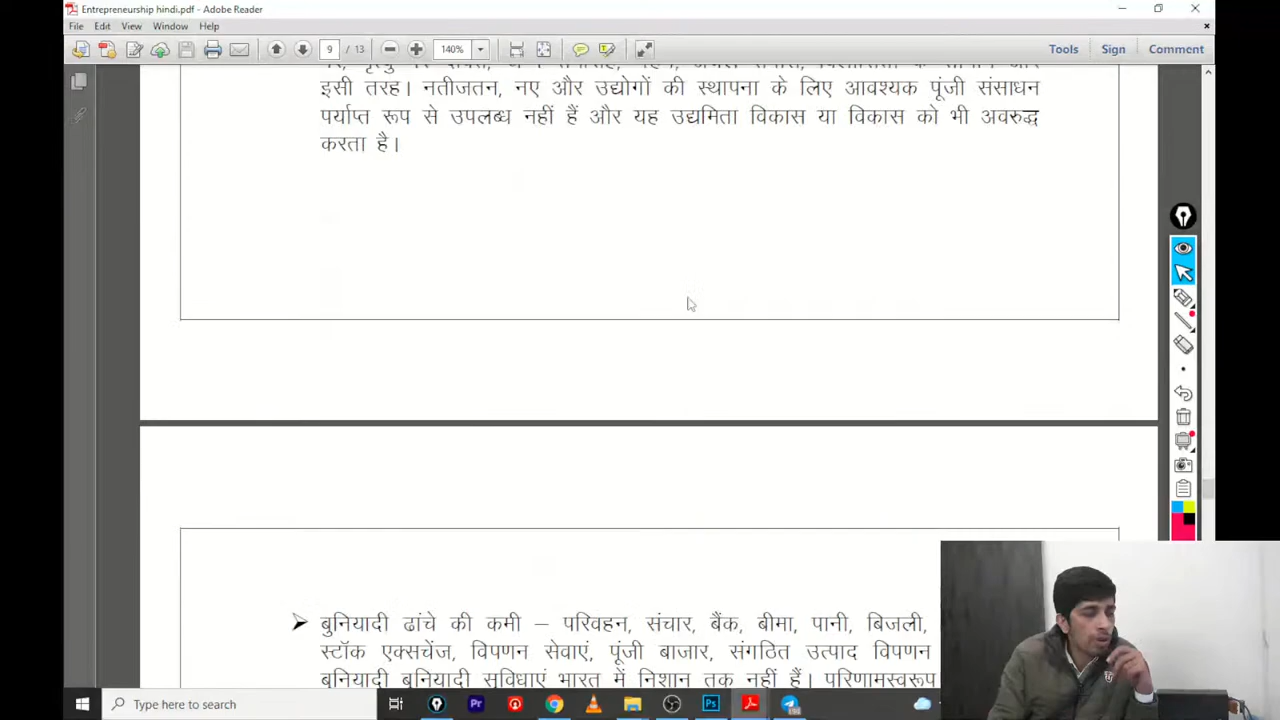 Entrepreneurship hindi.pdf - Adobe Reader
File Edit View Window Help
9 / 13 140% Tools Sign Comment
इसी तरह। नतीजतन, नए और उद्योगों की स्थापना के लिए आवश्यक पूंजी संसाधन
पर्याप्त रूप से उपलब्ध नहीं हैं और यह उद्यमिता विकास या विकास को भी अवरुद्ध
करता है।
➤ बुनियादी ढांचे की कमी – परिवहन, संचार, बैंक, बीमा, पानी, बिजली,
स्टॉक एक्सचेंज, विपणन सेवाएं, पूंजी बाजार, संगठित उत्पाद विपणन
बुनियादी बुनियादी सुविधाएं भारत में निशान तक नहीं हैं। परिणामस्वरूप
Type here to search